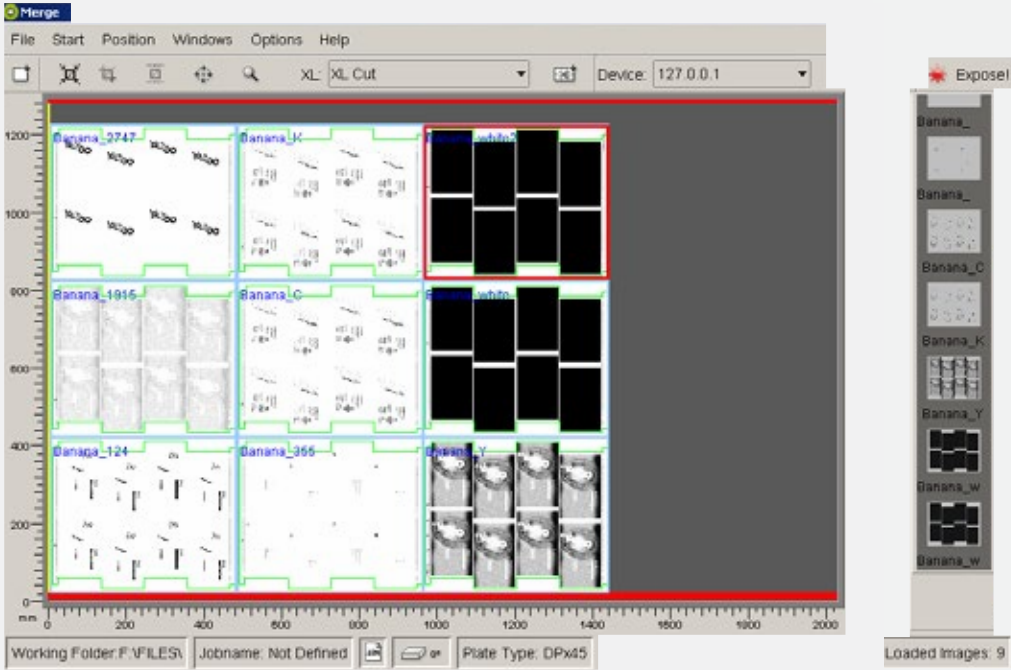 Merge
File Start Position Windows Options Help
XL: XL Cut Device: 127.0.0.1
Expose!
1200
1000
800
600
400
200
0
Banana_2747 Banana_K Banana_white2
Banana_1915 Banana_C Banana_white
Banana_124 Banana_355 Banana_Y
mm 0 200 400 600 800 1000 1200 1400 1600 1800 2000
Banana_
Banana_
Banana_C
Banana_K
Banana_Y
Banana_w
Banana_w
Working Folder:F:\FILES\ Jobname: Not Defined Plate Type: DPx45 Loaded Images: 9